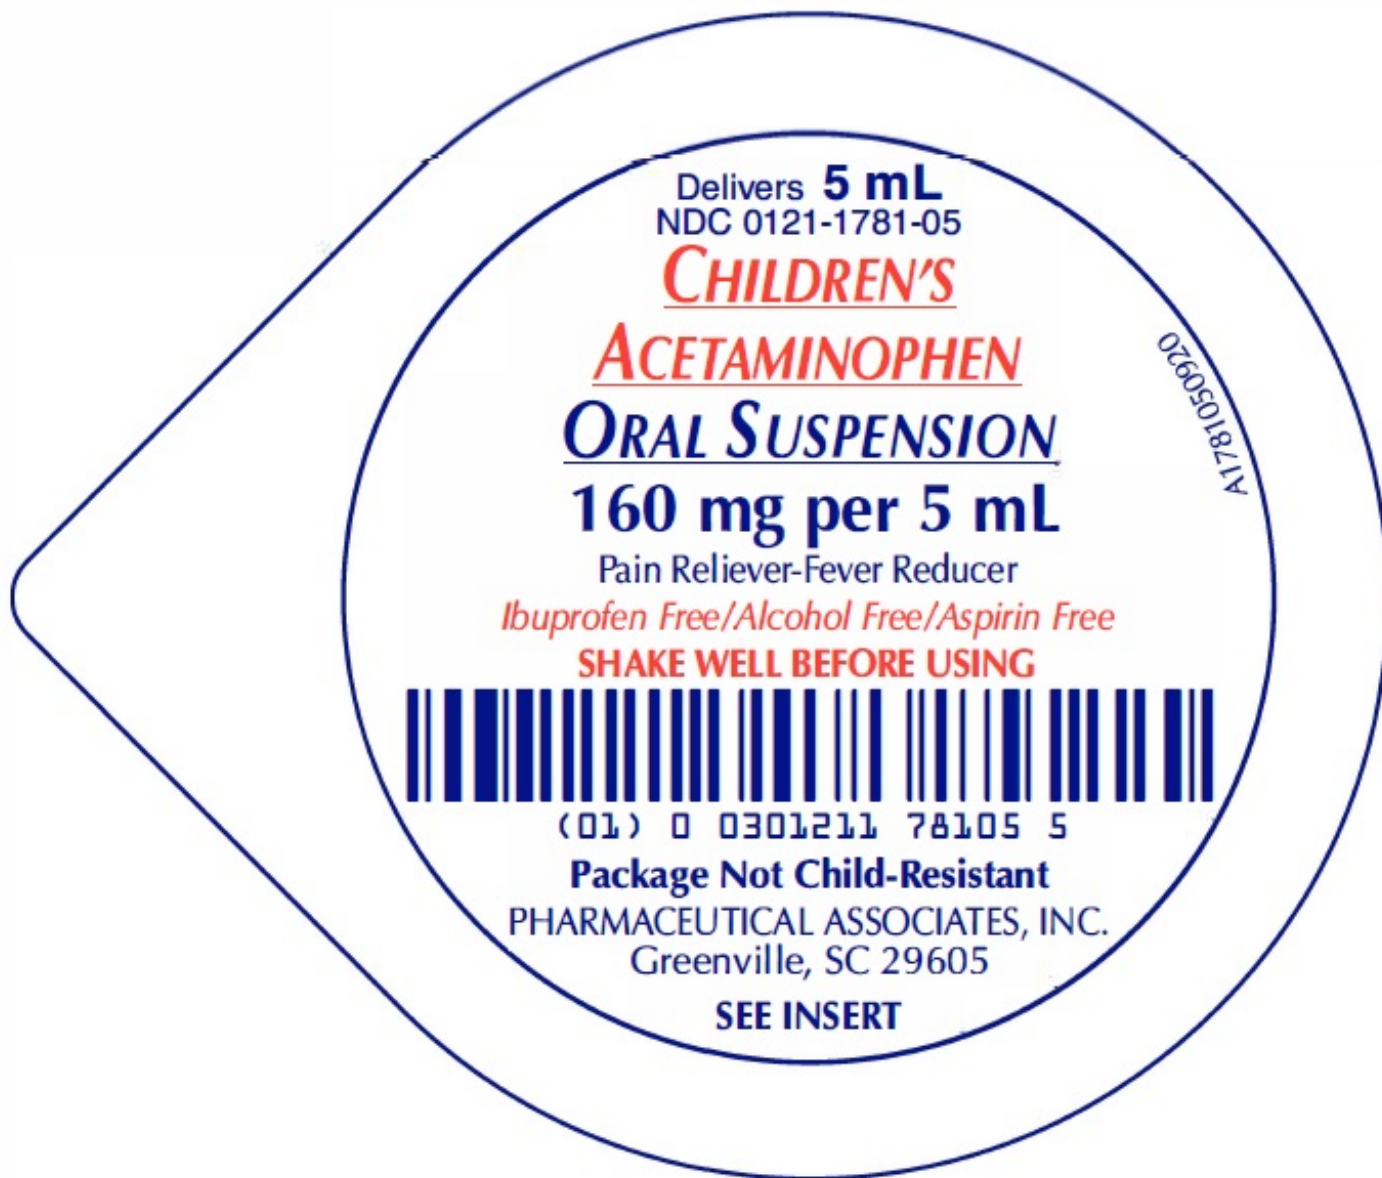 Delivers 5 mL
NDC 0121-1781-05
CHILDREN'S
ACETAMINOPHEN
ORAL SUSPENSION
160 mg per 5 mL
Pain Reliever-Fever Reducer
Ibuprofen Free/Alcohol Free/Aspirin Free
SHAKE WELL BEFORE USING
(01) 0 0301211 78105 5
Package Not Child-Resistant
PHARMACEUTICAL ASSOCIATES, INC.
Greenville, SC 29605
SEE INSERT
A1781050920